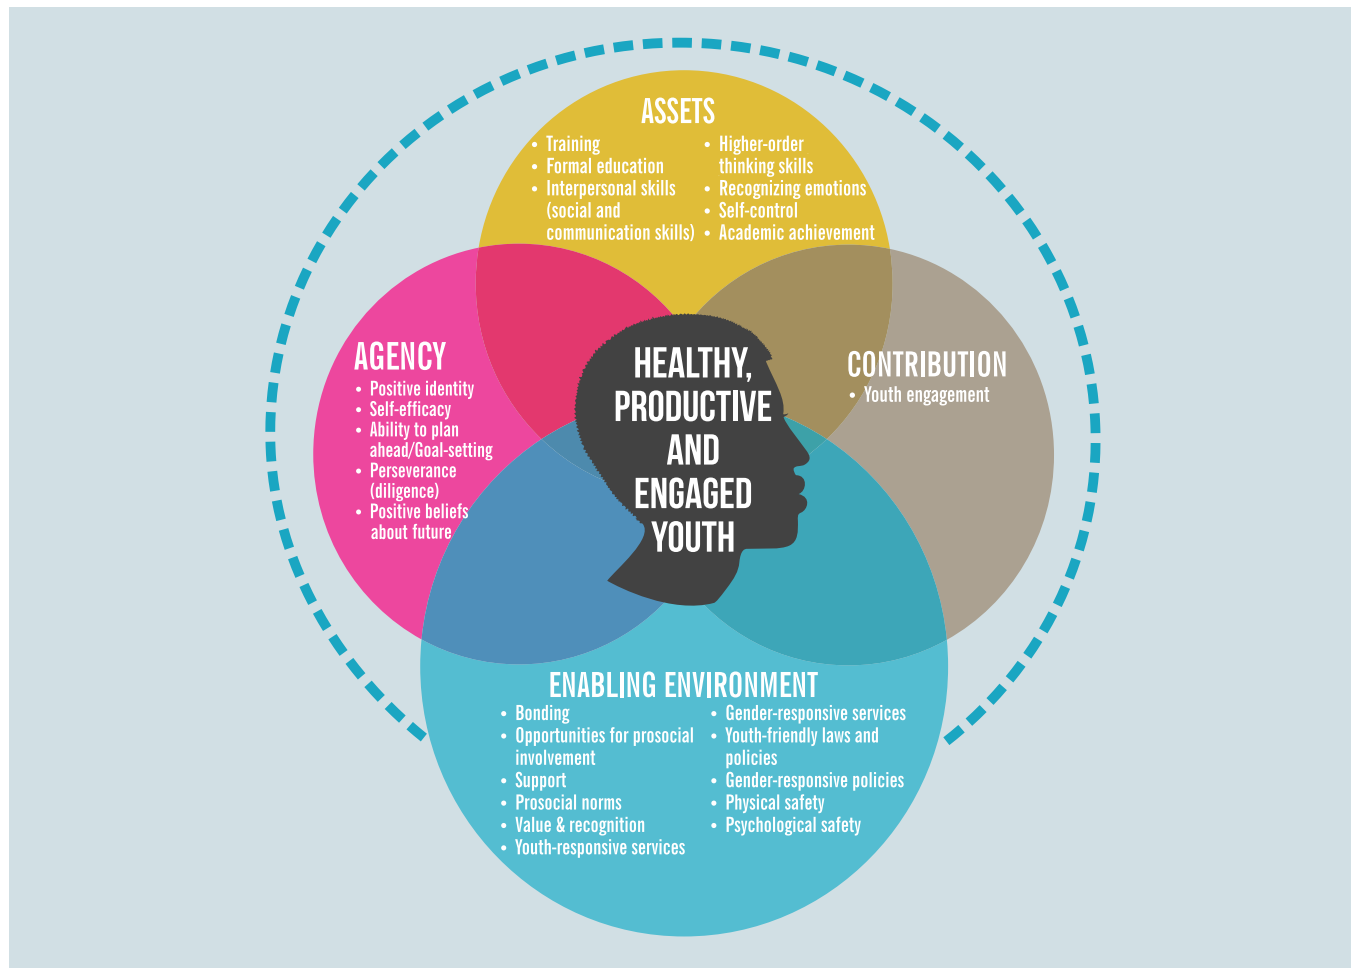 ASSETS
• Training
• Formal education
• Interpersonal skills
(social and
communication skills)
• Higher-order
thinking skills
• Recognizing emotions
• Self-control
• Academic achievement
AGENCY
• Positive identity
• Self-efficacy
• Ability to plan
ahead/Goal-setting
• Perseverance
(diligence)
• Positive beliefs
about future
HEALTHY,
PRODUCTIVE
AND
ENGAGED
YOUTH
CONTRIBUTION
• Youth engagement
ENABLING ENVIRONMENT
• Bonding
• Opportunities for prosocial
involvement
• Support
• Prosocial norms
• Value & recognition
• Youth-responsive services
• Gender-responsive services
• Youth-friendly laws and
policies
• Gender-responsive policies
• Physical safety
• Psychological safety